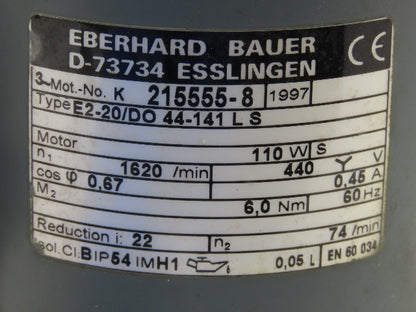 EBERHARD BAUER
D-73734 ESSLINGEN
CE
3~Mot.-No. K 215555-8 1997
Type E2-20/DO 44-141 L S
Motor 110 W S
n1 1620 /min 440 Y V
cos φ 0,67 0,45 A
M2 6,0 Nm 60 Hz
Reduction i: 22 n2 74 /min
Isol.Cl. B IP54 IM H1 0,05 L EN 60 034